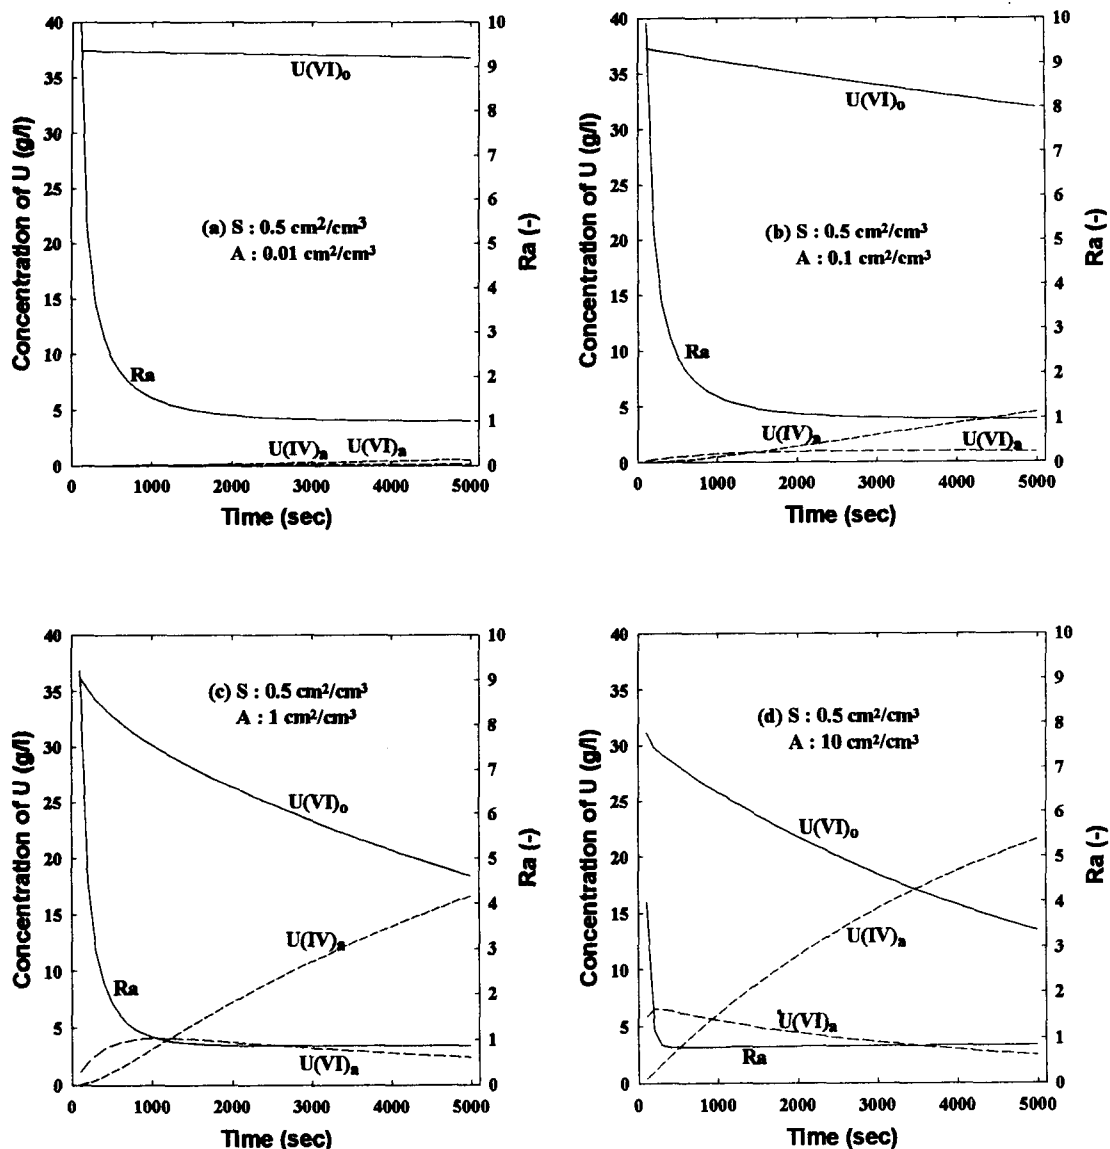 40
35
30
25
20
15
10
5
0
Concentration of U (g/l)
10
9
8
7
6
5
4
3
2
1
0
Ra (-)
U(VI)o
(a) S : 0.5 cm²/cm³
A : 0.01 cm²/cm³
Ra
U(IV)a U(VI)a
0 1000 2000 3000 4000 5000
Time (sec)
40
35
30
25
20
15
10
5
0
Concentration of U (g/l)
10
9
8
7
6
5
4
3
2
1
0
Ra (-)
U(VI)o
(b) S : 0.5 cm²/cm³
A : 0.1 cm²/cm³
Ra
U(IV)a U(VI)a
0 1000 2000 3000 4000 5000
Time (sec)
40
35
30
25
20
15
10
5
0
Concentration of U (g/l)
10
9
8
7
6
5
4
3
2
1
0
Ra (-)
(c) S : 0.5 cm²/cm³
A : 1 cm²/cm³
U(VI)o
U(IV)a
Ra
U(VI)a
0 1000 2000 3000 4000 5000
Time (sec)
40
35
30
25
20
15
10
5
0
Concentration of U (g/l)
10
9
8
7
6
5
4
3
2
1
0
Ra (-)
(d) S : 0.5 cm²/cm³
A : 10 cm²/cm³
U(VI)o
U(IV)a
U(VI)a
Ra
0 1000 2000 3000 4000 5000
Time (sec)